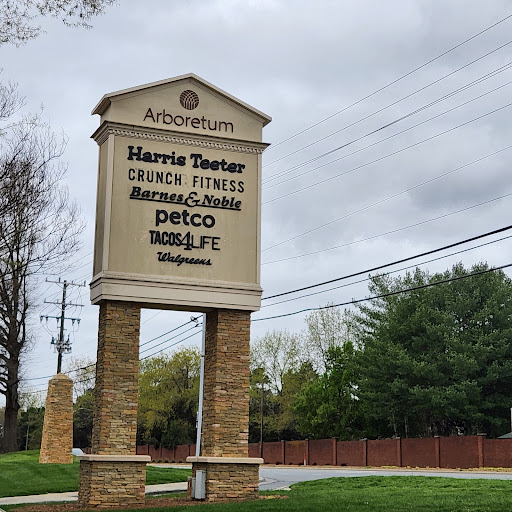 Arboretum
Harris Teeter
CRUNCH FITNESS
Barnes & Noble
petco
TACOS4LIFE
Walgreens